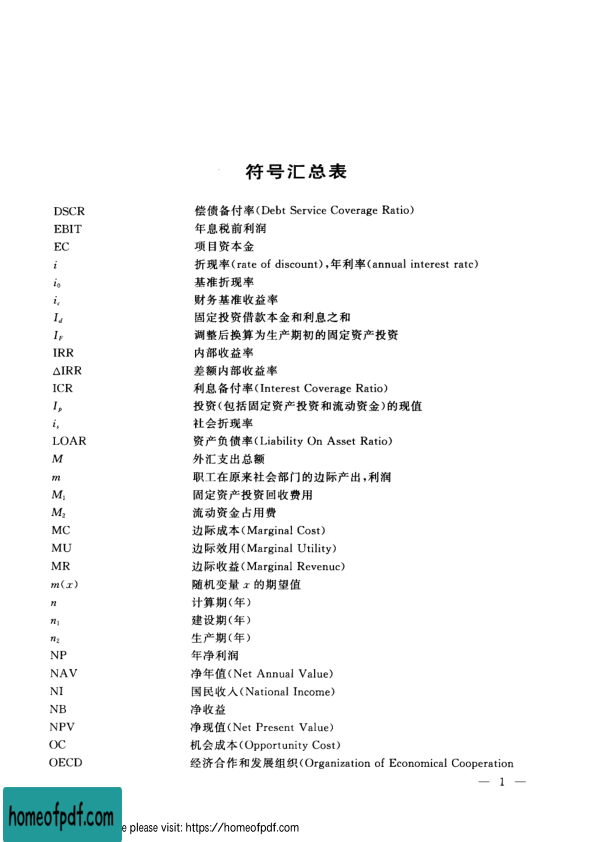 符号汇总表
DSCR 偿债备付率(Debt Service Coverage Ratio)
EBIT 年息税前利润
EC 项目资本金
i 折现率(rate of discount),年利率(annual interest ratc)
i₀ 基准折现率
i꜀ 财务基准收益率
I_d 固定投资借款本金和利息之和
I_F 调整后换算为生产期初的固定资产投资
IRR 内部收益率
△IRR 差额内部收益率
ICR 利息备付率(Interest Coverage Ratio)
I_p 投资(包括固定资产投资和流动资金)的现值
i_s 社会折现率
LOAR 资产负债率(Liability On Asset Ratio)
M 外汇支出总额
m 职工在原来社会部门的边际产出,利润
M₁ 固定资产投资回收费用
M₂ 流动资金占用费
MC 边际成本(Marginal Cost)
MU 边际效用(Marginal Utility)
MR 边际收益(Marginal Revenuc)
m(x) 随机变量 x 的期望值
n 计算期(年)
n₁ 建设期(年)
n₂ 生产期(年)
NP 年净利润
NAV 净年值(Net Annual Value)
NI 国民收入(National Income)
NB 净收益
NPV 净现值(Net Present Value)
OC 机会成本(Opportunity Cost)
OECD 经济合作和发展组织(Organization of Economical Cooperation
— 1 —
homeofpdf.com
e please visit: https://homeofpdf.com